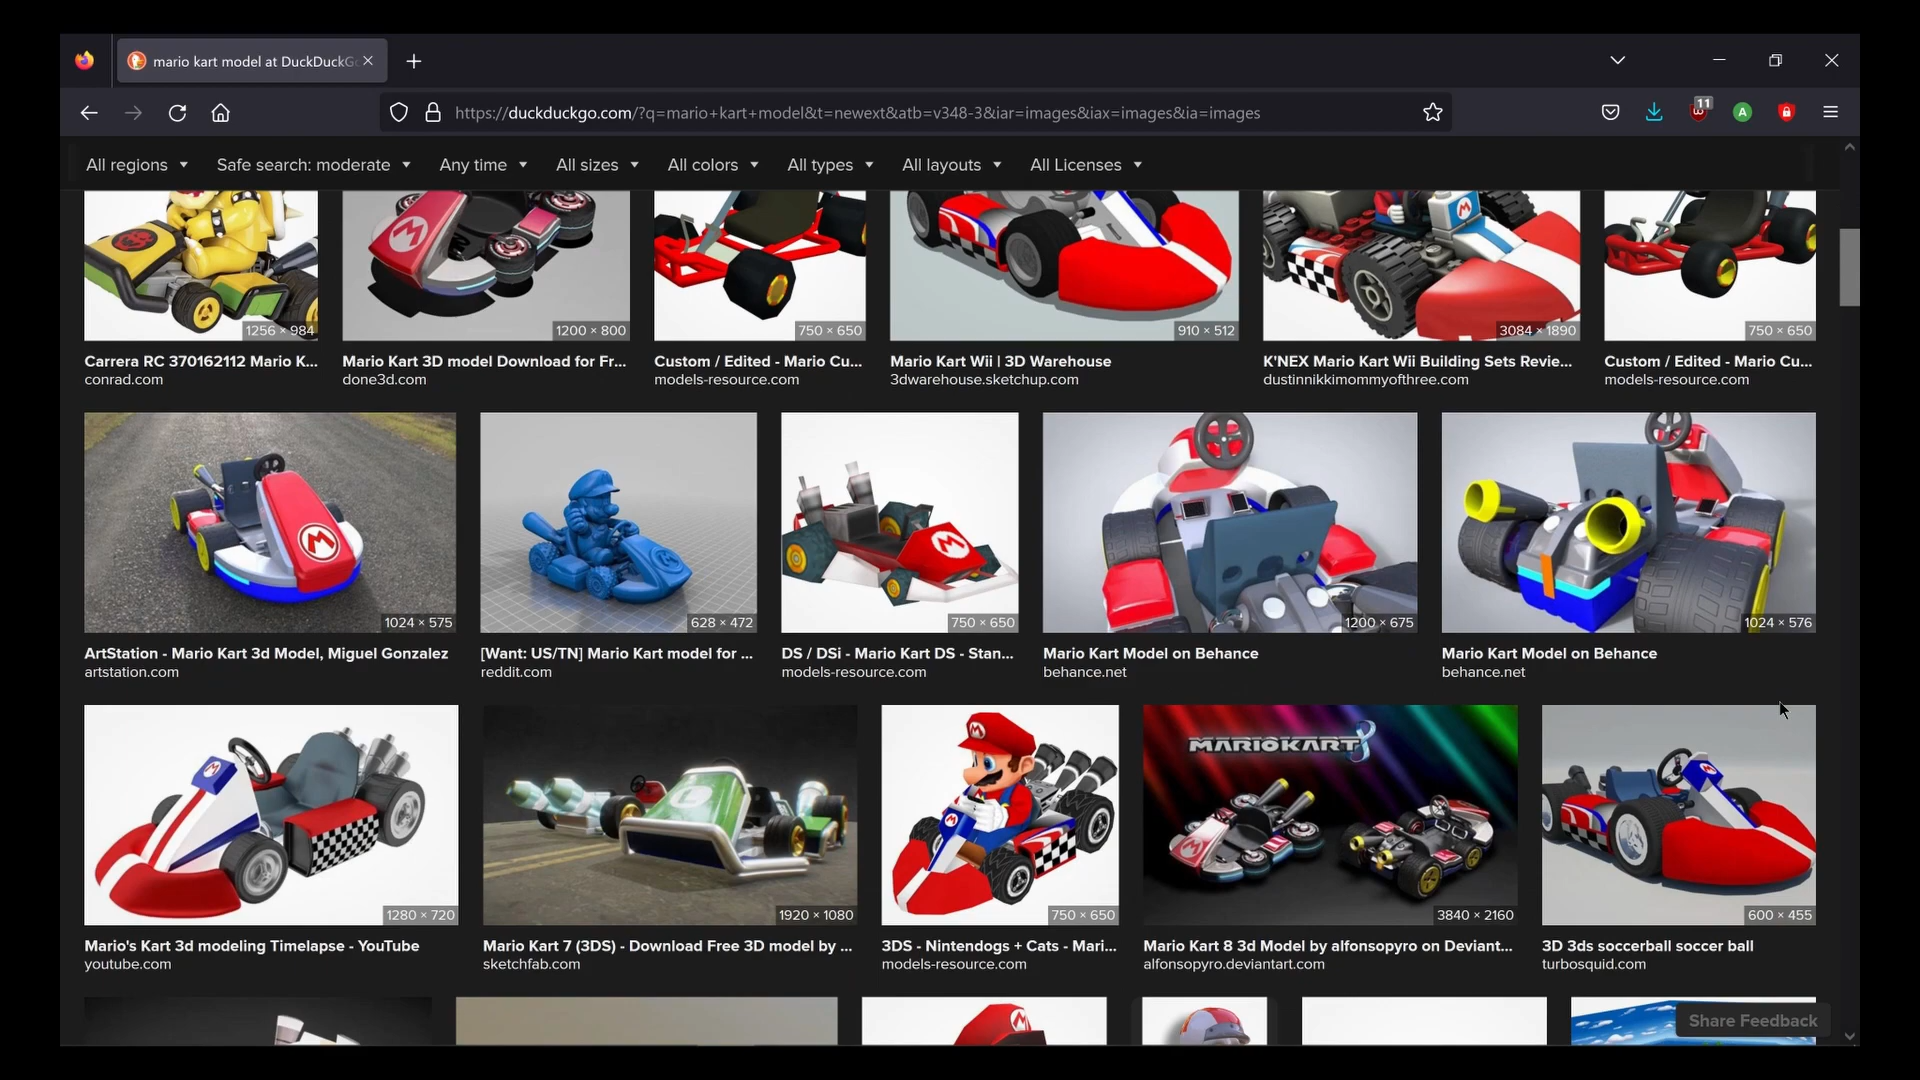 mario kart model at DuckDuckGo
11
https://duckduckgo.com/?q=mario+kart+model&t=newext&atb=v348-3&iar=images&iax=images&ia=images
All regions Safe search: moderate Any time All sizes All colors All types All layouts All Licenses
1256 × 984 1200 × 800 750 × 650 910 × 512 3084 × 1890 750 × 650
Carrera RC 370162112 Mario K... Mario Kart 3D model Download for Fr... Custom / Edited - Mario Cu... Mario Kart Wii | 3D Warehouse K'NEX Mario Kart Wii Building Sets Revie... Custom / Edited - Mario Cu...
conrad.com done3d.com models-resource.com 3dwarehouse.sketchup.com dustinnikkimommyofthree.com models-resource.com
1024 × 575 628 × 472 750 × 650 1200 × 675 1024 × 576
ArtStation - Mario Kart 3d Model, Miguel Gonzalez [Want: US/TN] Mario Kart model for ... DS / DSi - Mario Kart DS - Stan... Mario Kart Model on Behance Mario Kart Model on Behance
artstation.com reddit.com models-resource.com behance.net behance.net
MARIOKART 8
1280 × 720 1920 × 1080 750 × 650 3840 × 2160 600 × 455
Mario's Kart 3d modeling Timelapse - YouTube Mario Kart 7 (3DS) - Download Free 3D model by ... 3DS - Nintendogs + Cats - Mari... Mario Kart 8 3d Model by alfonsopyro on Deviant... 3D 3ds soccerball soccer ball
youtube.com sketchfab.com models-resource.com alfonsopyro.deviantart.com turbosquid.com
Share Feedback